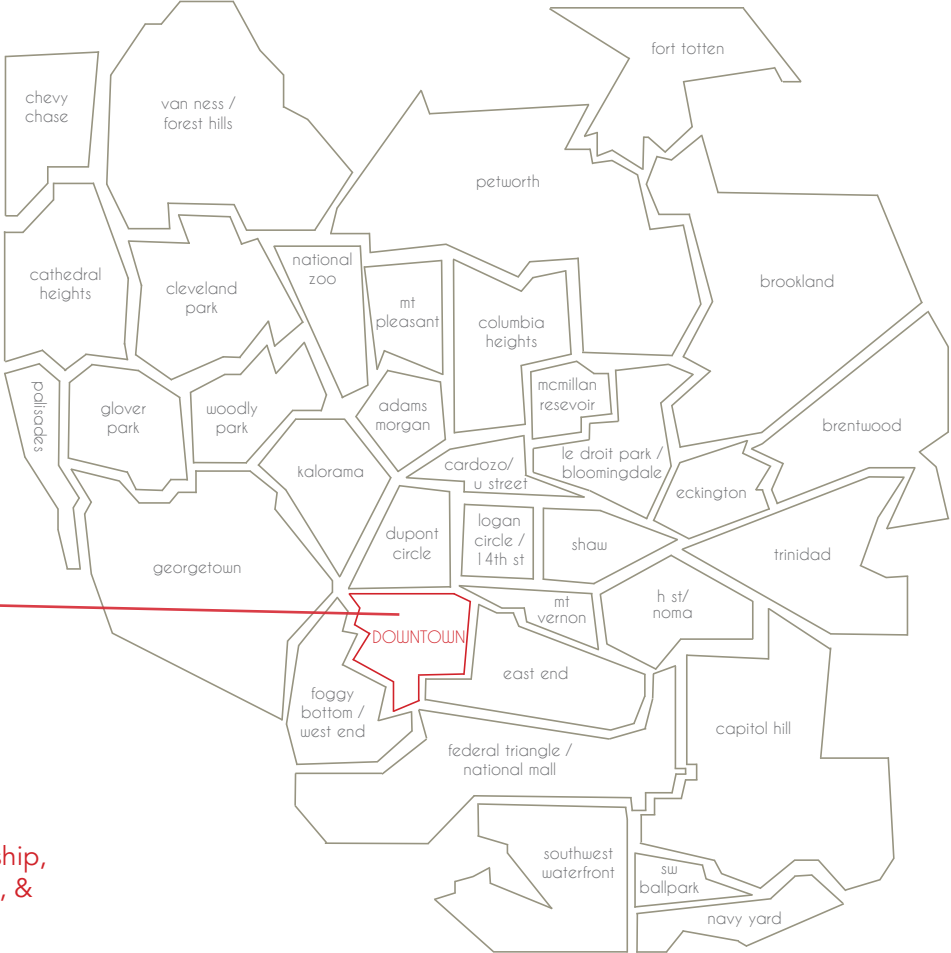 fort totten
chevy
chase
van ness /
forest hills
petworth
national
zoo
cathedral
heights
cleveland
park
brookland
mt
pleasant
columbia
heights
palisades
glover
park
woodly
park
adams
morgan
mcmillan
resevoir
brentwood
kalorama
cardozo/
u street
le droit park /
bloomingdale
eckington
dupont
circle
logan
circle /
14th st
shaw
trinidad
georgetown
mt
vernon
h st/
noma
DOWNTOWN
east end
foggy
bottom /
west end
capitol hill
federal triangle /
national mall
southwest
waterfront
sw
ballpark
navy yard
ship,
, &